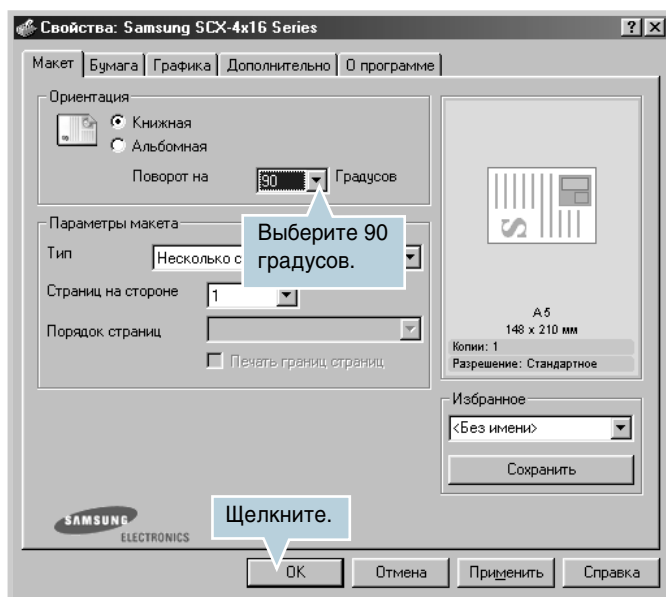 Свойства: Samsung SCX-4x16 Series
Макет Бумага Графика Дополнительно О программе
Ориентация
Книжная
Альбомная
Поворот на 90 Градусов
Выберите 90
градусов.
Параметры макета
Тип
Страниц на стороне 1
Порядок страниц
Печать границ страниц
A5
148 x 210 мм
Копии: 1
Разрешение: Стандартное
Избранное
<Без имени>
Сохранить
SAMSUNG
ELECTRONICS
Щелкните.
OK Отмена Применить Справка